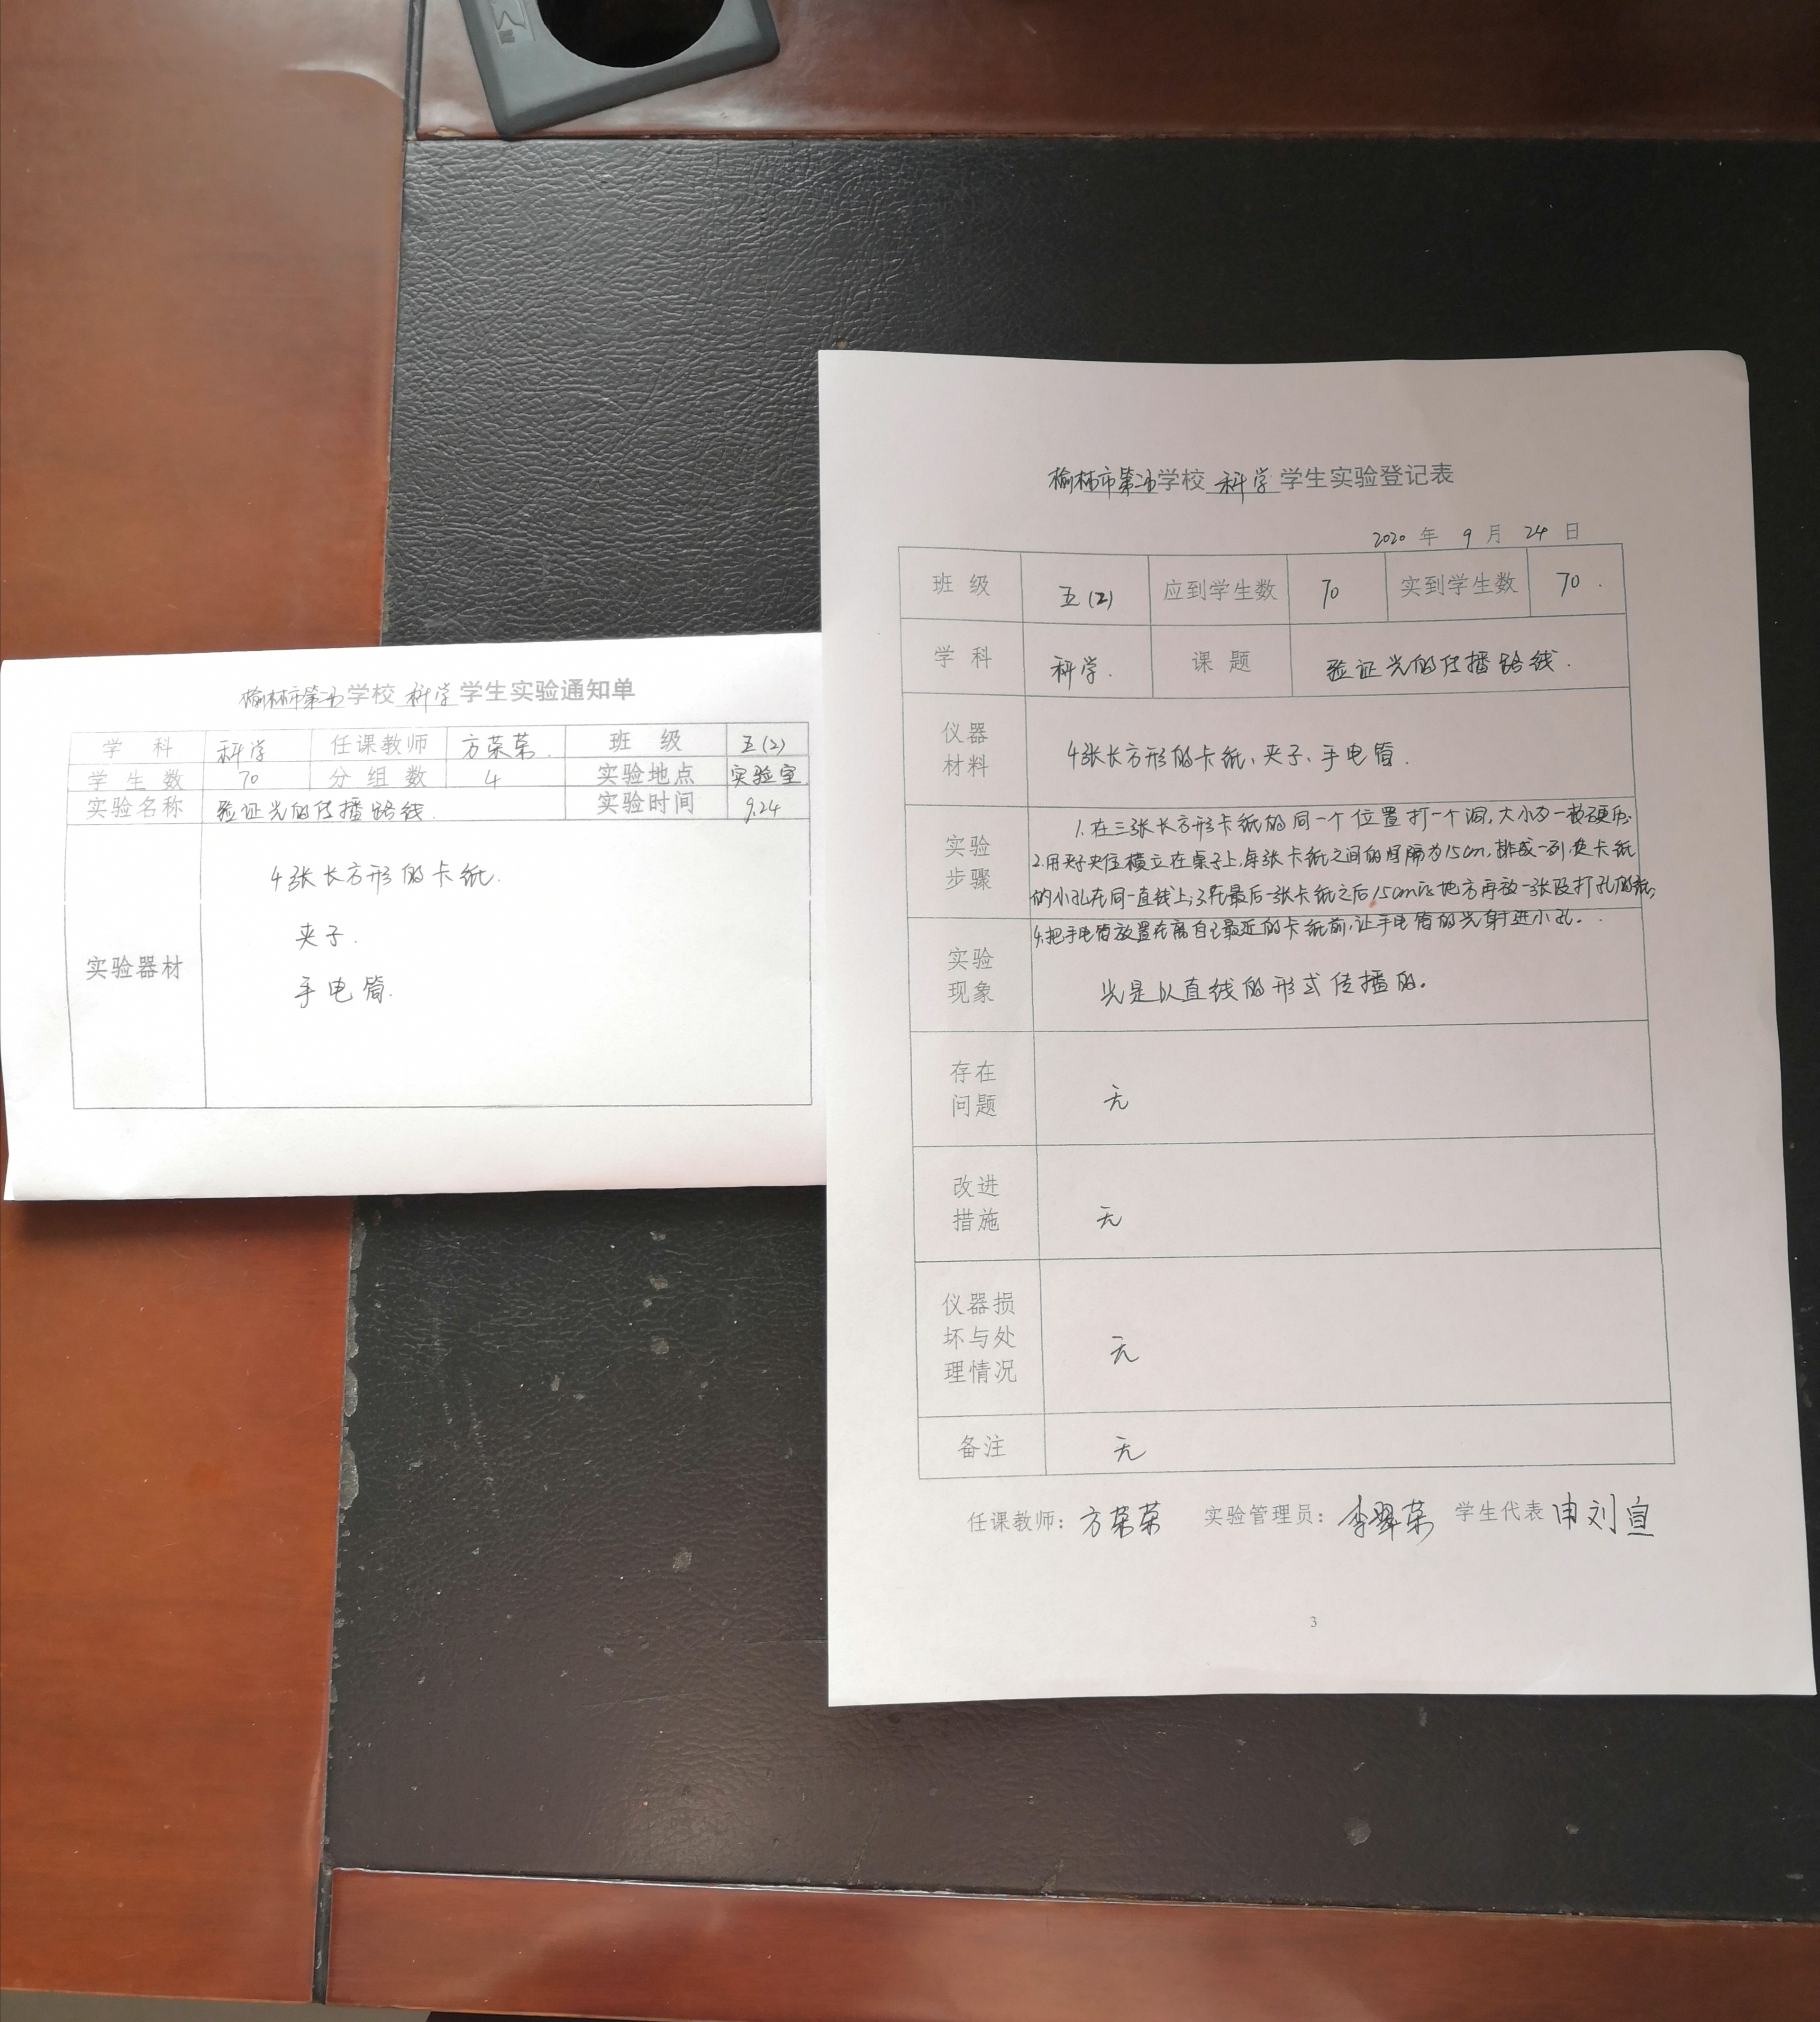 榆林市第 学校 科学 学生实验通知单
学 科 科学 任课教师 方荣荣. 班 级 五(2)
学 生 数 70 分 组 数 4 实验地点 实验室
实验名称 验证光的传播路线. 实验时间 9.24
实验器材
4张长方形的卡纸.
夹子.
手电筒.
榆林市第 学校 科学 学生实验登记表
2020 年 9 月 24 日
班 级 五(2) 应到学生数 70 实到学生数 70.
学 科 科学. 课 题 验证光的传播路线.
仪器
材料
4张长方形的卡纸、夹子、手电筒.
实验
步骤
1.在三张长方形卡纸的同一个位置打一个洞,大小为一
2.用夹子夹住横立在桌子上,每张卡纸之间的间隔为15cm,排成一列,使卡纸
的小孔在同一直线上;3.在最后一张卡纸之后15cm的地方再放一张没打孔的纸;
4.把手电筒放置在离自己最近的卡纸前,让手电筒的光射进小孔.
实验
现象
光是以直线的形式传播的.
存在
问题
无
改进
措施
无
仪器损
坏与处
理情况
无
备注 无
任课教师: 方荣荣 实验管理员: 李翠荣 学生代表 申刘宣
3